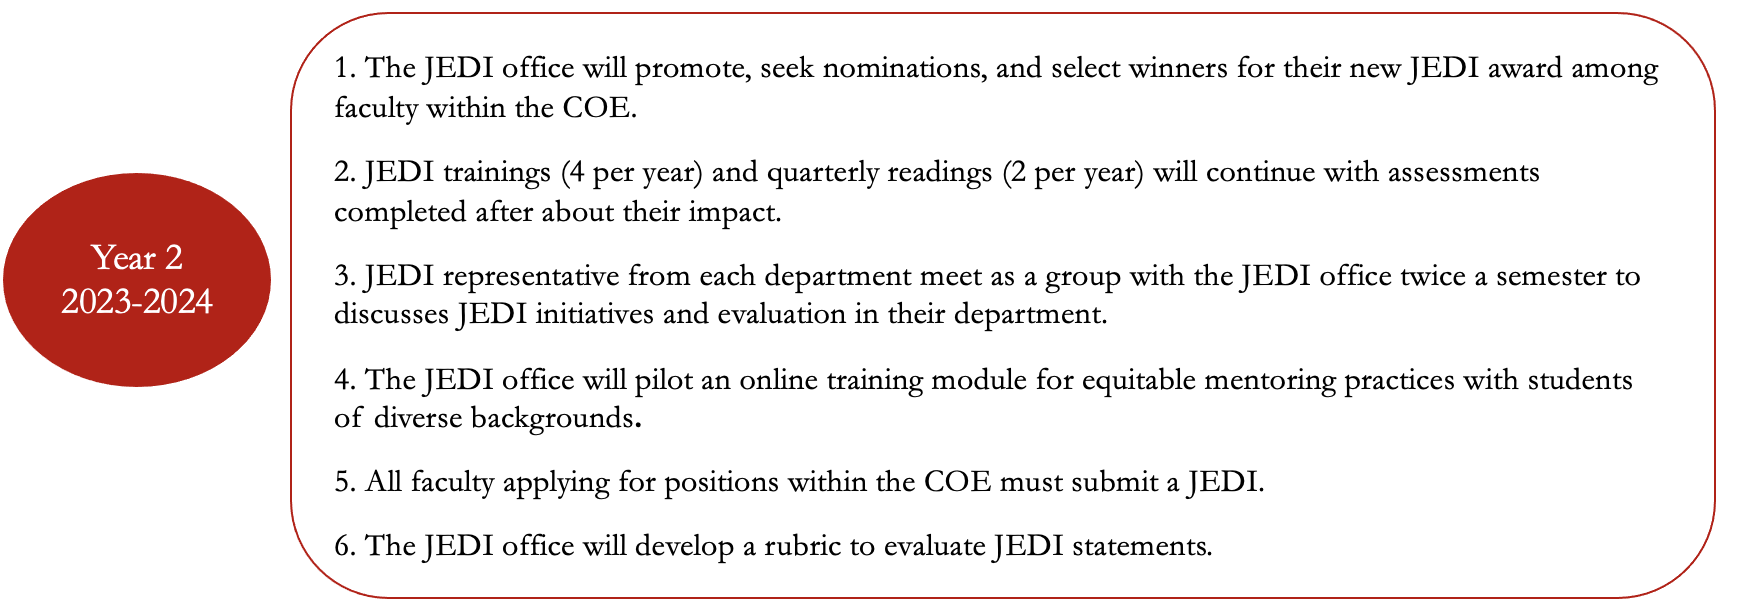 Year 2
2023-2024
1. The JEDI office will promote, seek nominations, and select winners for their new JEDI award among
faculty within the COE.
2. JEDI trainings (4 per year) and quarterly readings (2 per year) will continue with assessments
completed after about their impact.
3. JEDI representative from each department meet as a group with the JEDI office twice a semester to
discusses JEDI initiatives and evaluation in their department.
4. The JEDI office will pilot an online training module for equitable mentoring practices with students
of diverse backgrounds.
5. All faculty applying for positions within the COE must submit a JEDI.
6. The JEDI office will develop a rubric to evaluate JEDI statements.